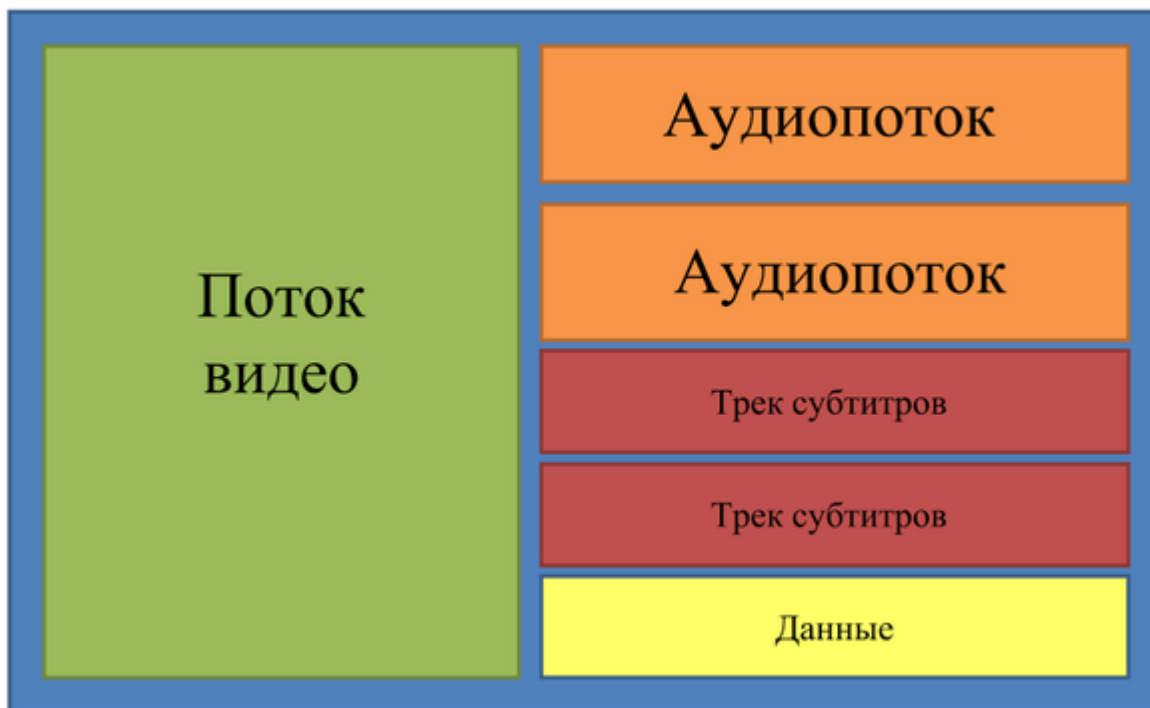 Поток
видео
Аудиопоток
Аудиопоток
Трек субтитров
Трек субтитров
Данные